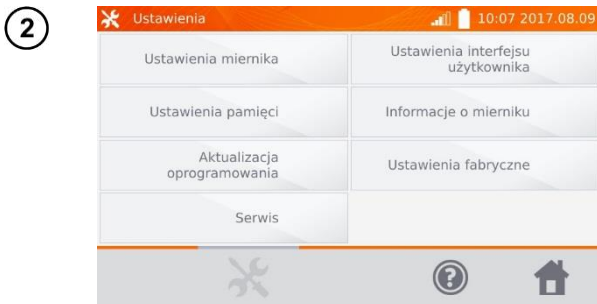 2
Ustawienia
10:07 2017.08.09
Ustawienia miernika
Ustawienia interfejsu
użytkownika
Ustawienia pamięci
Informacje o mierniku
Aktualizacja
oprogramowania
Ustawienia fabryczne
Serwis
?